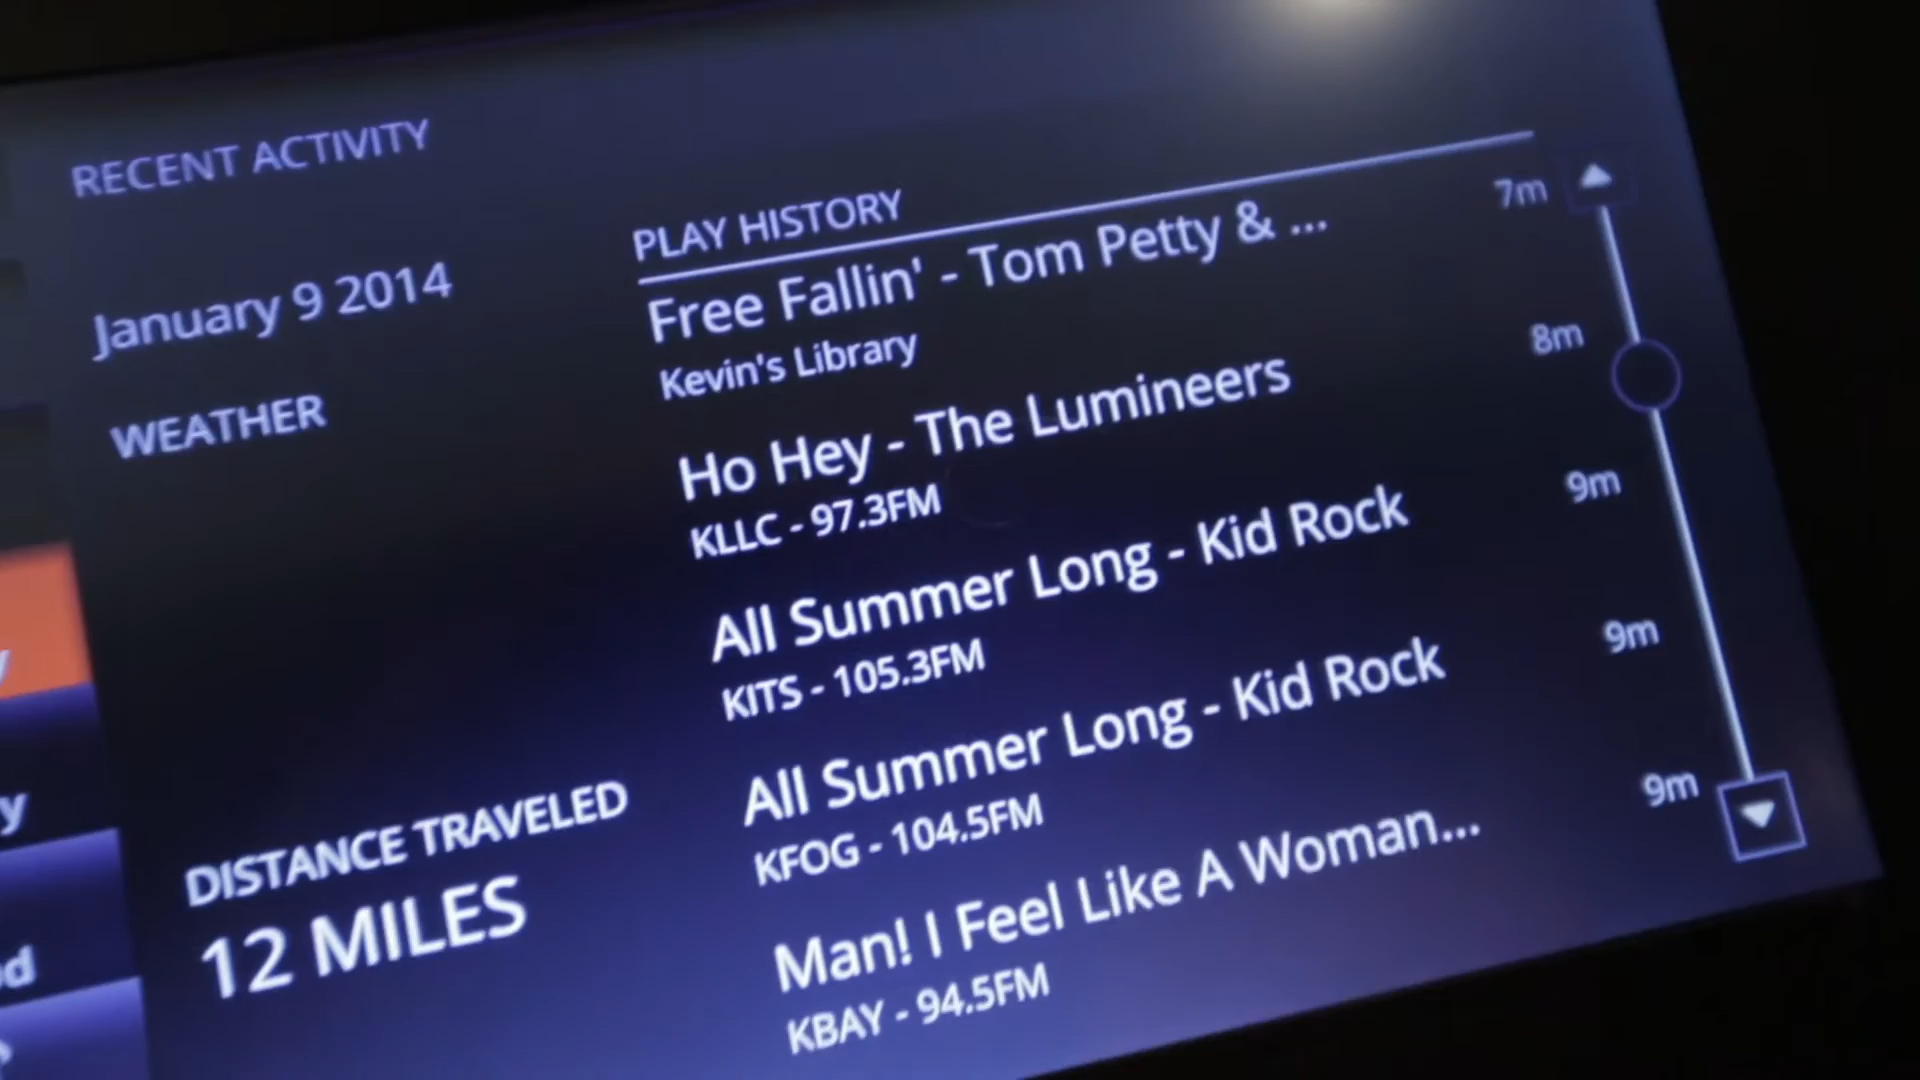 RECENT ACTIVITY
January 9 2014
WEATHER
DISTANCE TRAVELED
12 MILES
PLAY HISTORY
Free Fallin' - Tom Petty & ...
7m
Kevin's Library
Ho Hey - The Lumineers
8m
KLLC - 97.3FM
All Summer Long - Kid Rock
9m
KITS - 105.3FM
All Summer Long - Kid Rock
9m
KFOG - 104.5FM
Man! I Feel Like A Woman...
9m
KBAY - 94.5FM